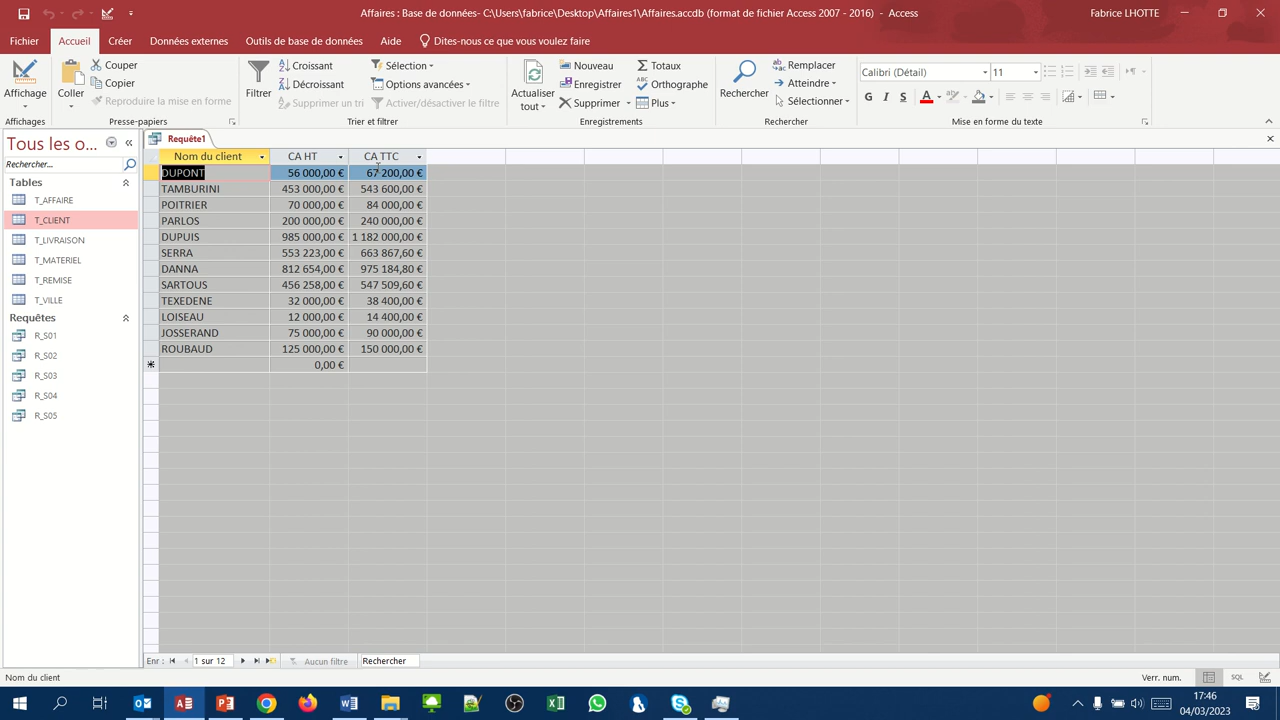 Affaires : Base de données- C:\Users\fabrice\Desktop\Affaires1\Affaires.accdb (format de fichier Access 2007 - 2016) - Access
Fabrice LHOTTE
Fichier Accueil Créer Données externes Outils de base de données Aide Dites-nous ce que vous voulez faire
Affichage
Affichages
Coller
Couper
Copier
Reproduire la mise en forme
Presse-papiers
Filtrer
Croissant
Décroissant
Supprimer un tri
Sélection
Options avancées
Activer/désactiver le filtre
Trier et filtrer
Actualiser
tout
Nouveau
Enregistrer
Supprimer
Totaux
Orthographe
Plus
Enregistrements
Rechercher
Remplacer
Atteindre
Sélectionner
Rechercher
Calibri (Détail) 11
G I S A
Mise en forme du texte
Tous les o...
Rechercher...
Tables
T_AFFAIRE
T_CLIENT
T_LIVRAISON
T_MATERIEL
T_REMISE
T_VILLE
Requêtes
R_S01
R_S02
R_S03
R_S04
R_S05
Requête1
Nom du client CA HT CA TTC
DUPONT 56 000,00 € 67 200,00 €
TAMBURINI 453 000,00 € 543 600,00 €
POITRIER 70 000,00 € 84 000,00 €
PARLOS 200 000,00 € 240 000,00 €
DUPUIS 985 000,00 € 1 182 000,00 €
SERRA 553 223,00 € 663 867,60 €
DANNA 812 654,00 € 975 184,80 €
SARTOUS 456 258,00 € 547 509,60 €
TEXEDENE 32 000,00 € 38 400,00 €
LOISEAU 12 000,00 € 14 400,00 €
JOSSERAND 75 000,00 € 90 000,00 €
ROUBAUD 125 000,00 € 150 000,00 €
0,00 €
Enr : 1 sur 12 Aucun filtre Rechercher
Nom du client
Verr. num. SQL
17:46
04/03/2023